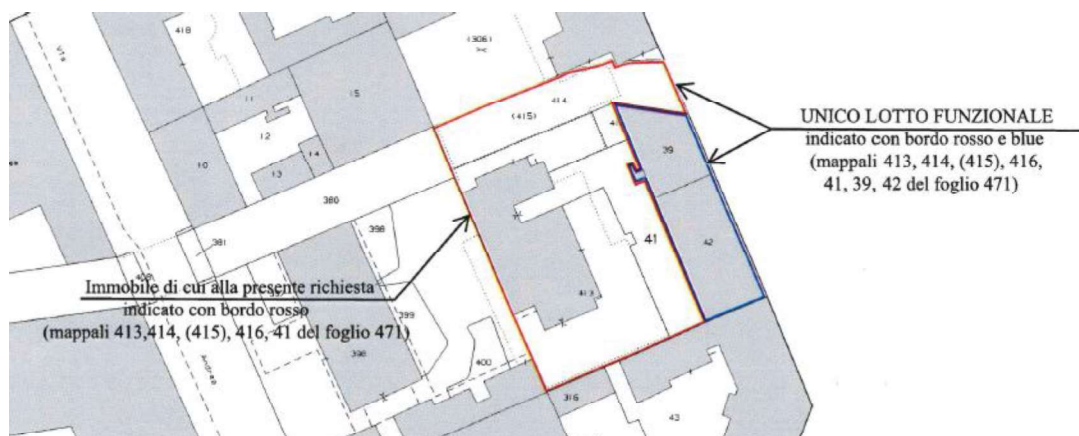 Via
418
(306)
11
15
12
14
10
13
414
(415)
380
381
398
39
42
41
413
399
398
400
316
43
Andrea
UNICO LOTTO FUNZIONALE
indicato con bordo rosso e blue
(mappali 413, 414, (415), 416,
41, 39, 42 del foglio 471)
Immobile di cui alla presente richiesta
indicato con bordo rosso
(mappali 413,414, (415), 416, 41 del foglio 471)